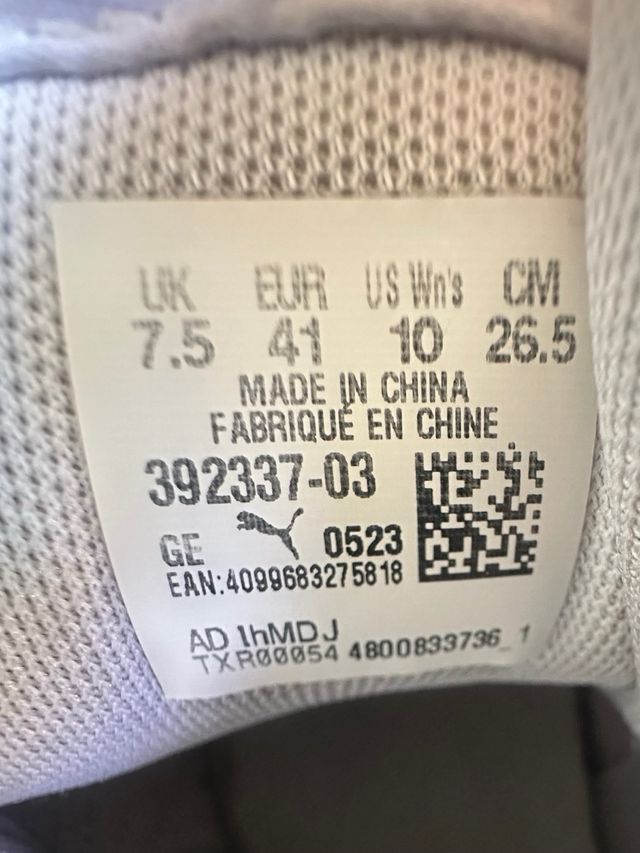 UK EUR US Wn's CM
7.5 41 10 26.5
MADE IN CHINA
FABRIQUÉ EN CHINE
392337-03
GE 0523
EAN:4099683275818
AD 1hMDJ
TXR00054 4800833736_1